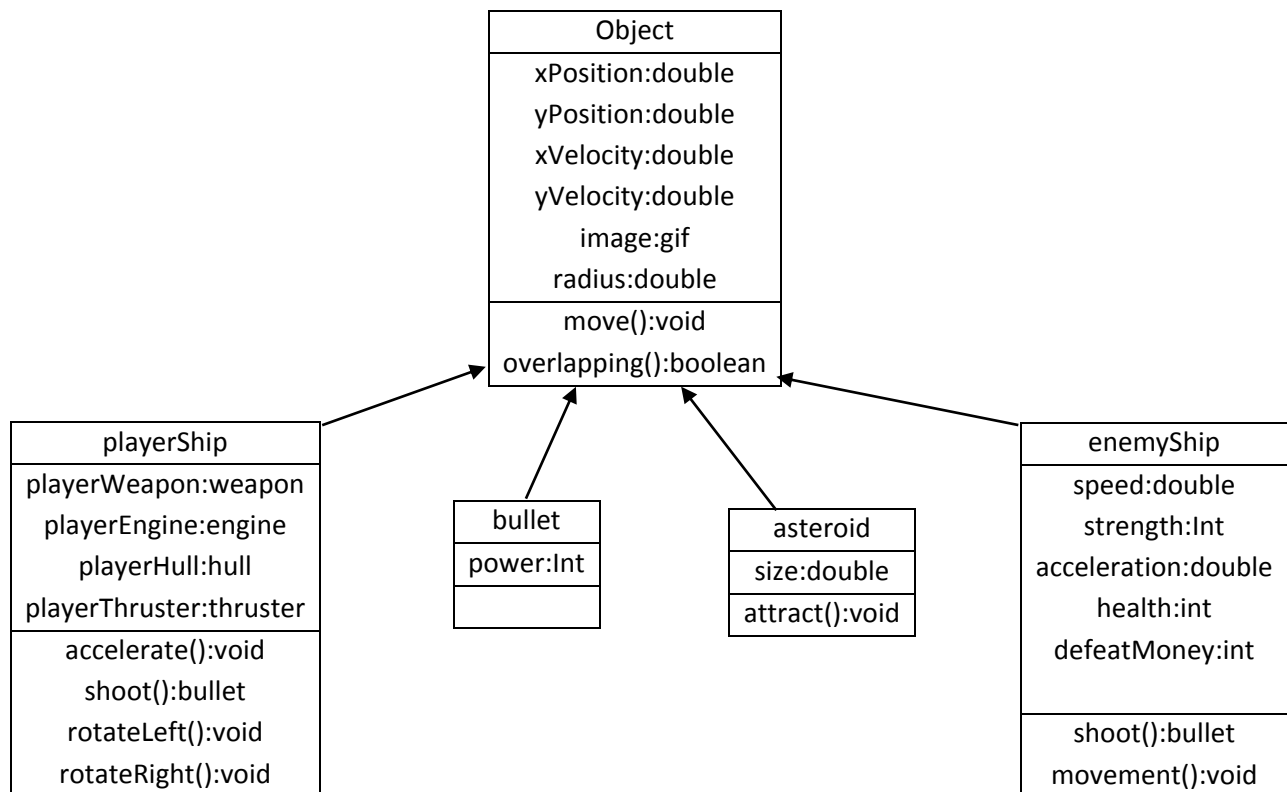 Object
xPosition:double
yPosition:double
xVelocity:double
yVelocity:double
image:gif
radius:double
move():void
overlapping():boolean
playerShip
playerWeapon:weapon
playerEngine:engine
playerHull:hull
playerThruster:thruster
accelerate():void
shoot():bullet
rotateLeft():void
rotateRight():void
bullet
power:Int
asteroid
size:double
attract():void
enemyShip
speed:double
strength:Int
acceleration:double
health:int
defeatMoney:int
shoot():bullet
movement():void